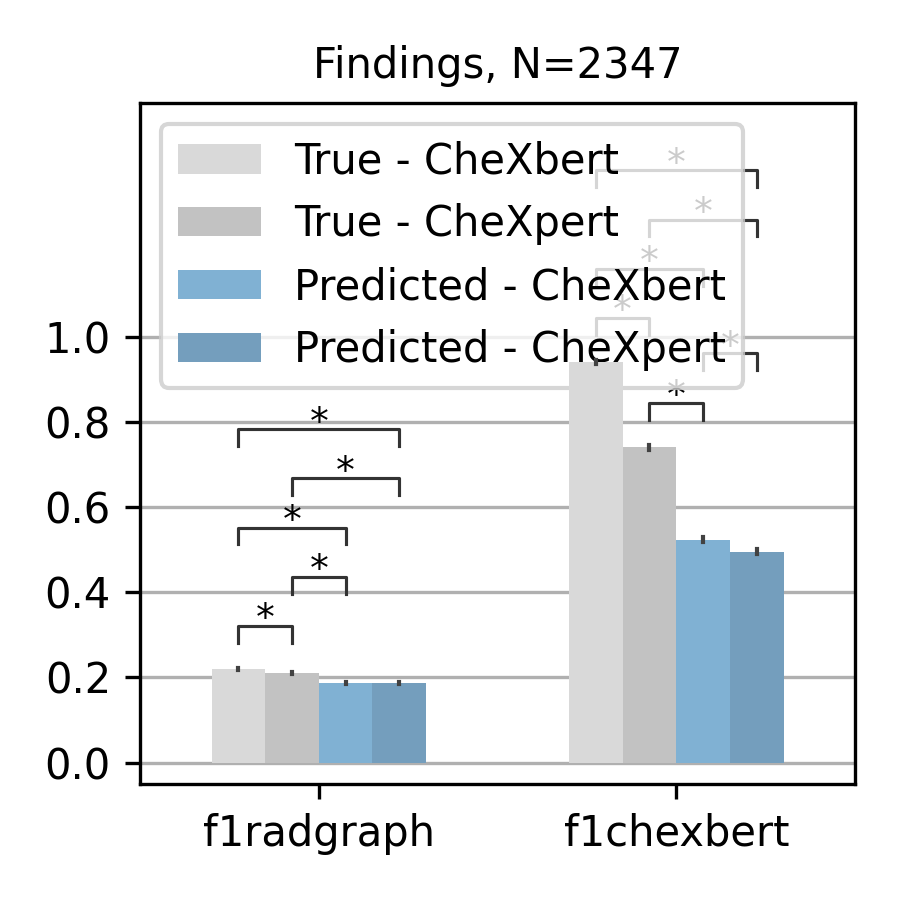 Findings, N=2347
True - CheXbert
True - CheXpert
Predicted - CheXbert
Predicted - CheXpert
*
*
*
*
*
*
*
*
*
*
*
1.0
0.8
0.6
0.4
0.2
0.0
f1radgraph
f1chexbert